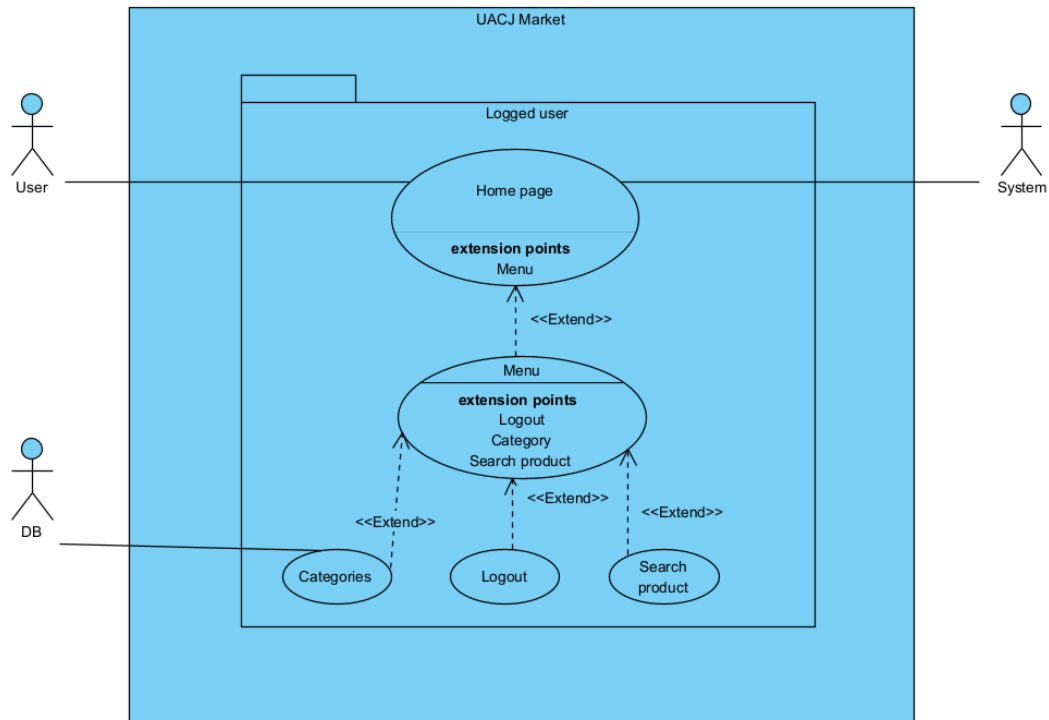 UACJ Market
Logged user
User
System
Home page
extension points
Menu
<<Extend>>
Menu
extension points
Logout
Category
Search product
<<Extend>>
<<Extend>>
<<Extend>>
DB
Categories
Logout
Search
product